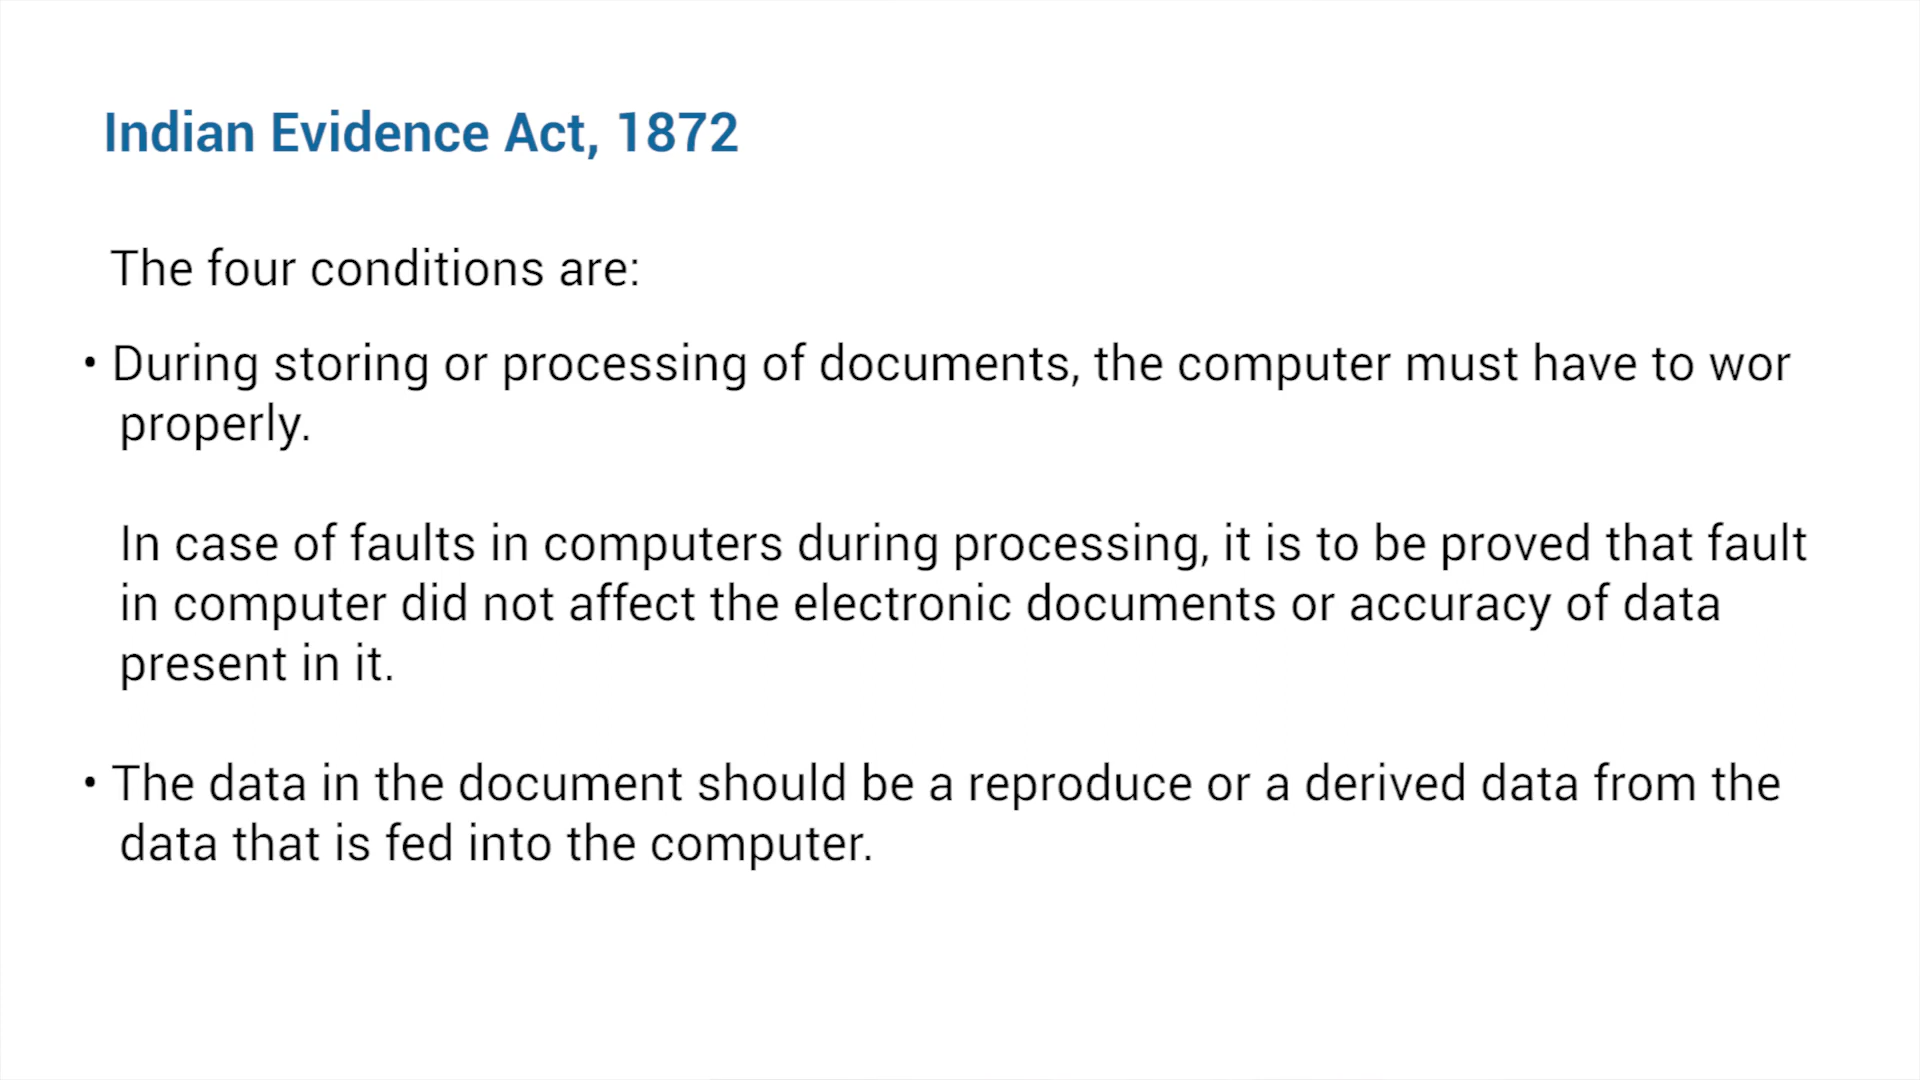 Indian Evidence Act, 1872
The four conditions are:
• During storing or processing of documents, the computer must have to wor
properly.
In case of faults in computers during processing, it is to be proved that fault
in computer did not affect the electronic documents or accuracy of data
present in it.
• The data in the document should be a reproduce or a derived data from the
data that is fed into the computer.